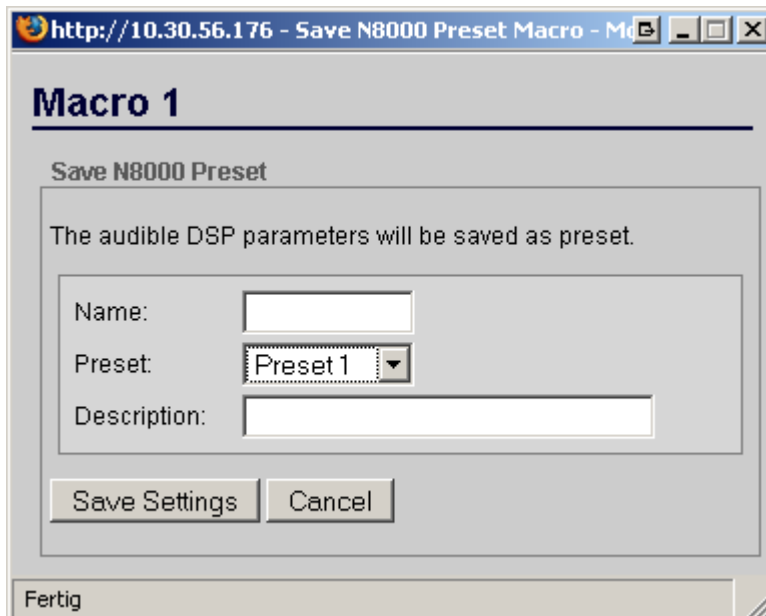 http://10.30.56.176 - Save N8000 Preset Macro - Mo
Macro 1
Save N8000 Preset
The audible DSP parameters will be saved as preset.
Name:
Preset: Preset 1
Description:
Save Settings Cancel
Fertig